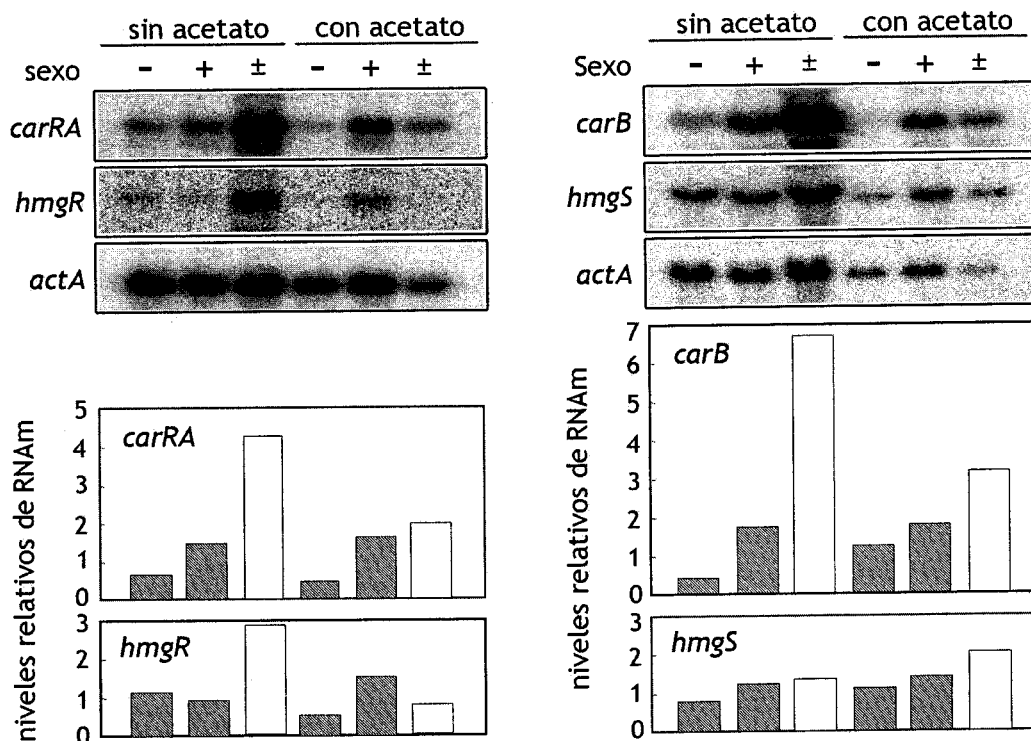 sin acetato con acetato
sexo - + ± - + ±
carRA
hmgR
actA
sin acetato con acetato
Sexo - + ± - + ±
carB
hmgS
actA
niveles relativos de RNAm
5
4
3
2
1
0
carRA
3
2
1
0
hmgR
niveles relativos de RNAm
7
6
5
4
3
2
1
0
carB
3
2
1
0
hmgS